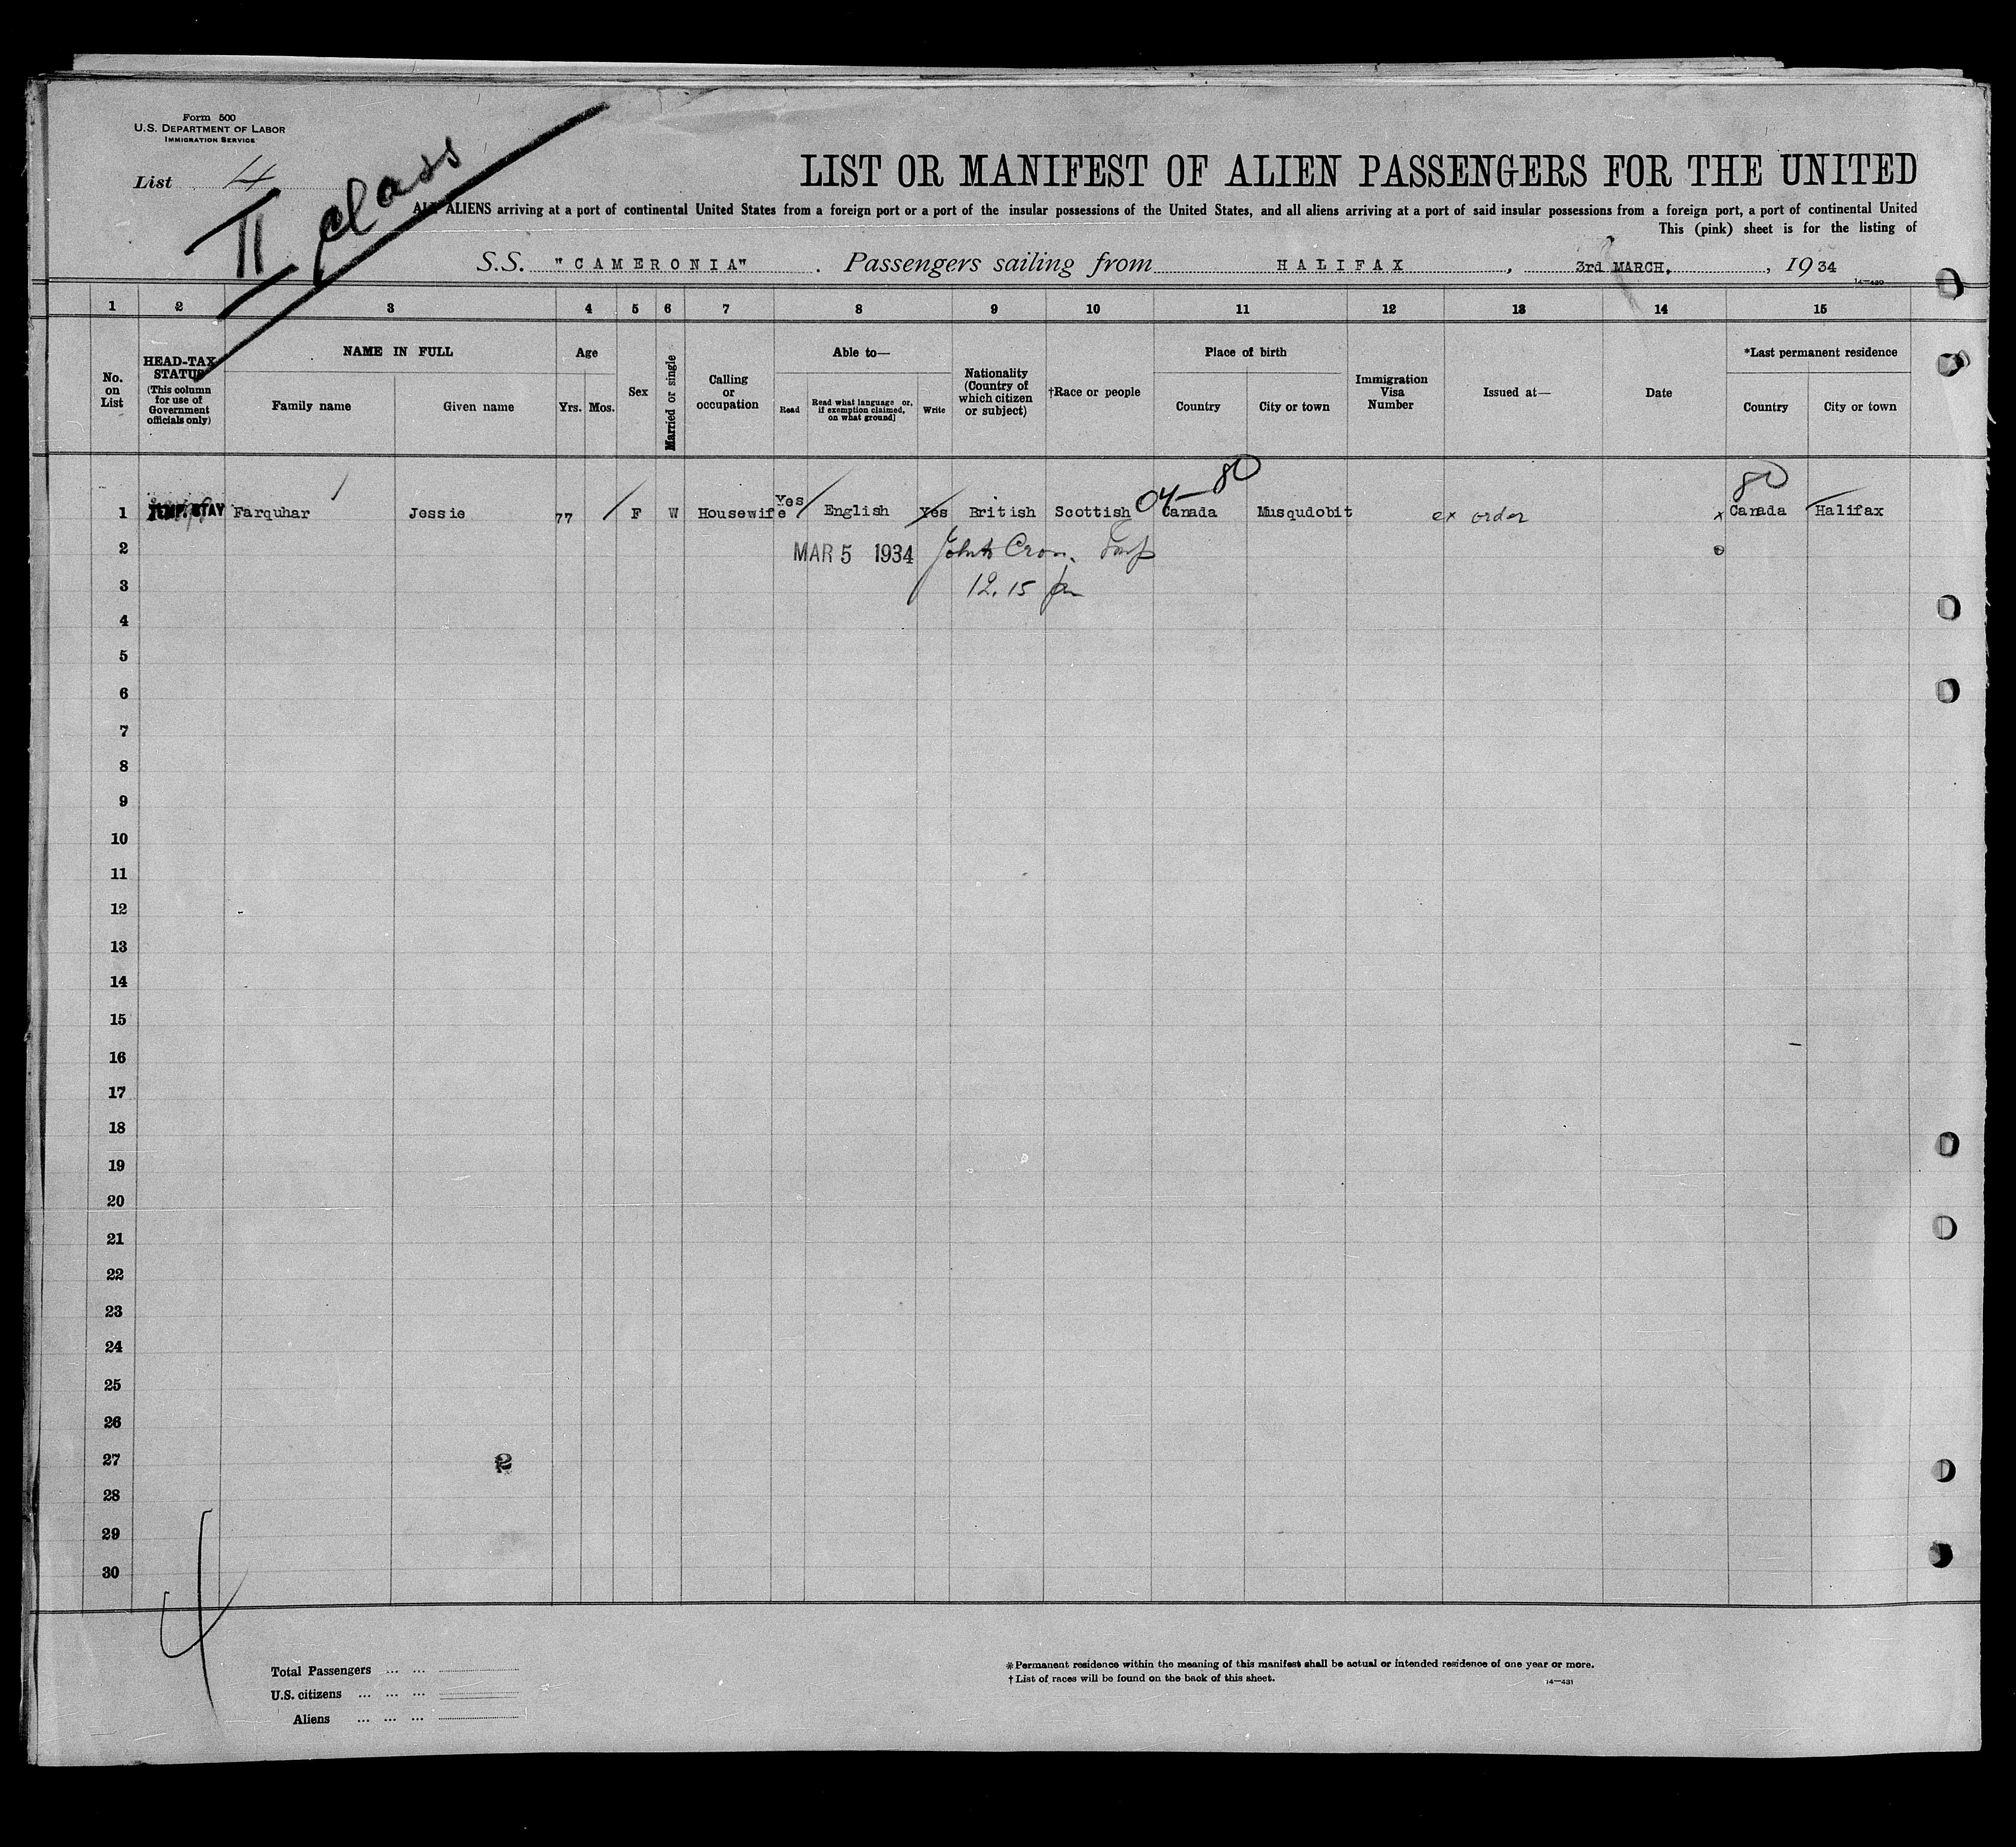 Form 500
U.S. DEPARTMENT OF LABOR
IMMIGRATION SERVICE
List 4
II class
LIST OR MANIFEST OF ALIEN PASSENGERS FOR THE UNITED
ALL ALIENS arriving at a port of continental United States from a foreign port or a port of the insular possessions of the United States, and all aliens arriving at a port of said insular possessions from a foreign port, a port of continental United
This (pink) sheet is for the listing of
S.S. "CAMERONIA". Passengers sailing from HALIFAX, 3rd MARCH., 1934
14—430
1 2 3 4 5 6 7 8 9 10 11 12 13 14 15
No. on List
HEAD-TAX STATUS
(This column for use of Government officials only)
NAME IN FULL
Family name
Given name
Age
Yrs. Mos.
Sex
Married or single
Calling or occupation
Able to—
Read
Read what language or, if exemption claimed, on what ground]
Write
Nationality (Country of which citizen or subject)
†Race or people
Place of birth
Country
City or town
Immigration Visa Number
Issued at—
Date
*Last permanent residence
Country
City or town
04—80
80
1 TEMP. STAY Farquhar Jessie 77 F W Housewife Yes English Yes British Scottish Canada Musqudobit ex order x Canada Halifax
2 MAR 5 1934
3 12.15 pm
4
5
6
7
8
9
10
11
12
13
14
15
16
17
18
19
20
21
22
23
24
25
26
27
28
29
30
4
Total Passengers ... ...
U.S. citizens ... ... ...
Aliens ... ... ...
*Permanent residence within the meaning of this manifest shall be actual or intended residence of one year or more.
†List of races will be found on the back of this sheet.
14—431